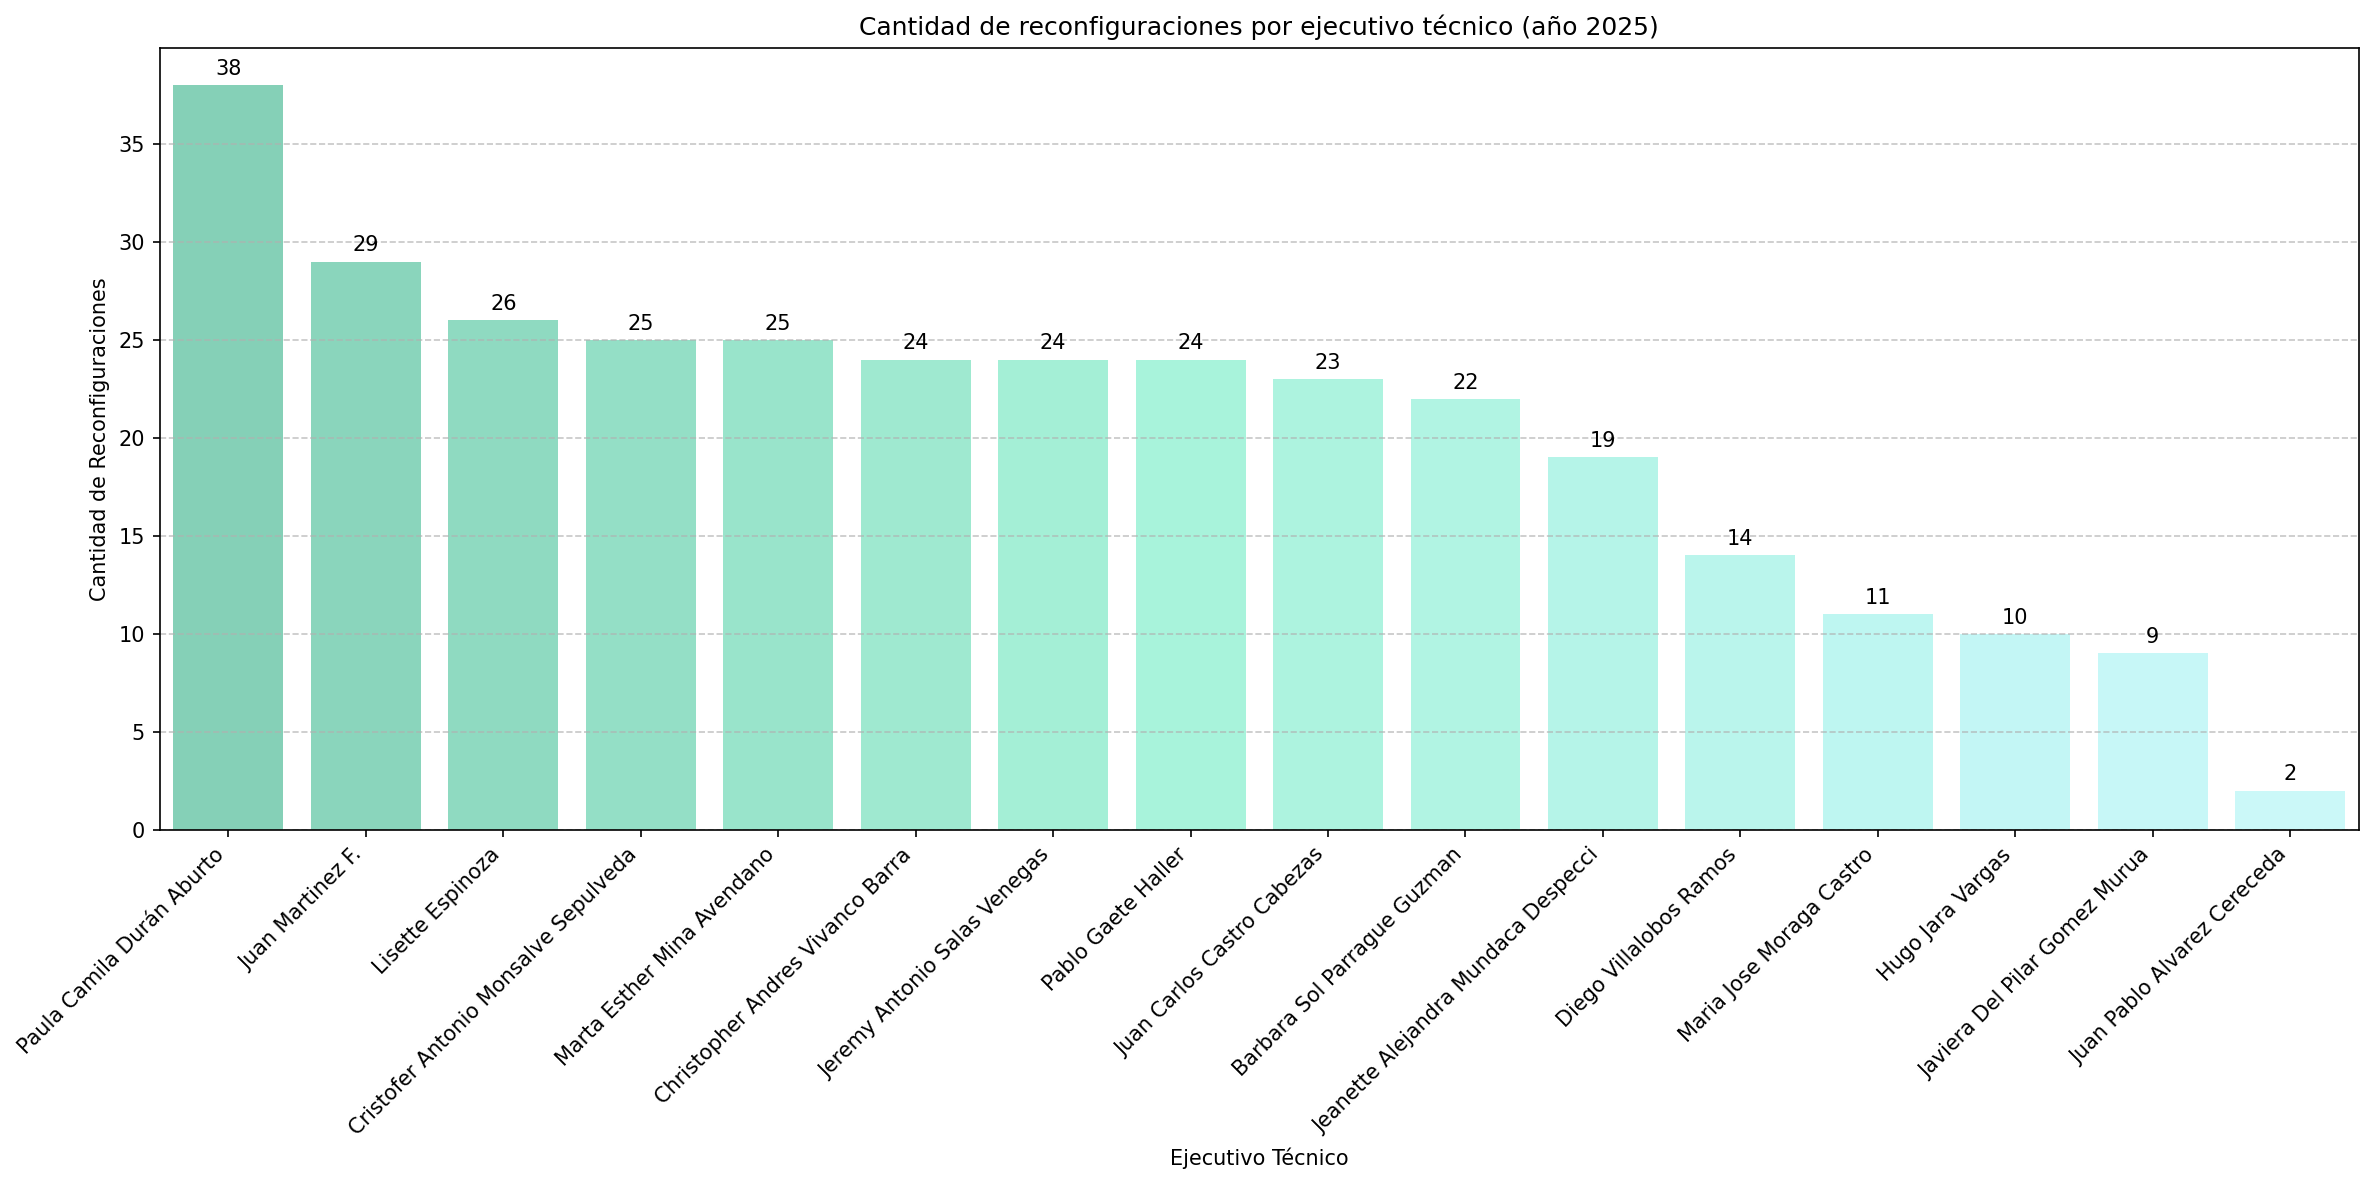 Cantidad de reconfiguraciones por ejecutivo técnico (año 2025)
Cantidad de Reconfiguraciones
35
30
25
20
15
10
5
0
38
29
26
25
25
24
24
24
23
22
19
14
11
10
9
2
Paula Camila Durán Aburto
Juan Martinez F.
Lisette Espinoza
Cristofer Antonio Monsalve Sepulveda
Marta Esther Mina Avendano
Christopher Andres Vivanco Barra
Jeremy Antonio Salas Venegas
Pablo Gaete Haller
Juan Carlos Castro Cabezas
Barbara Sol Parrague Guzman
Jeanette Alejandra Mundaca Despecci
Diego Villalobos Ramos
Maria Jose Moraga Castro
Hugo Jara Vargas
Javiera Del Pilar Gomez Murua
Juan Pablo Alvarez Cereceda
Ejecutivo Técnico